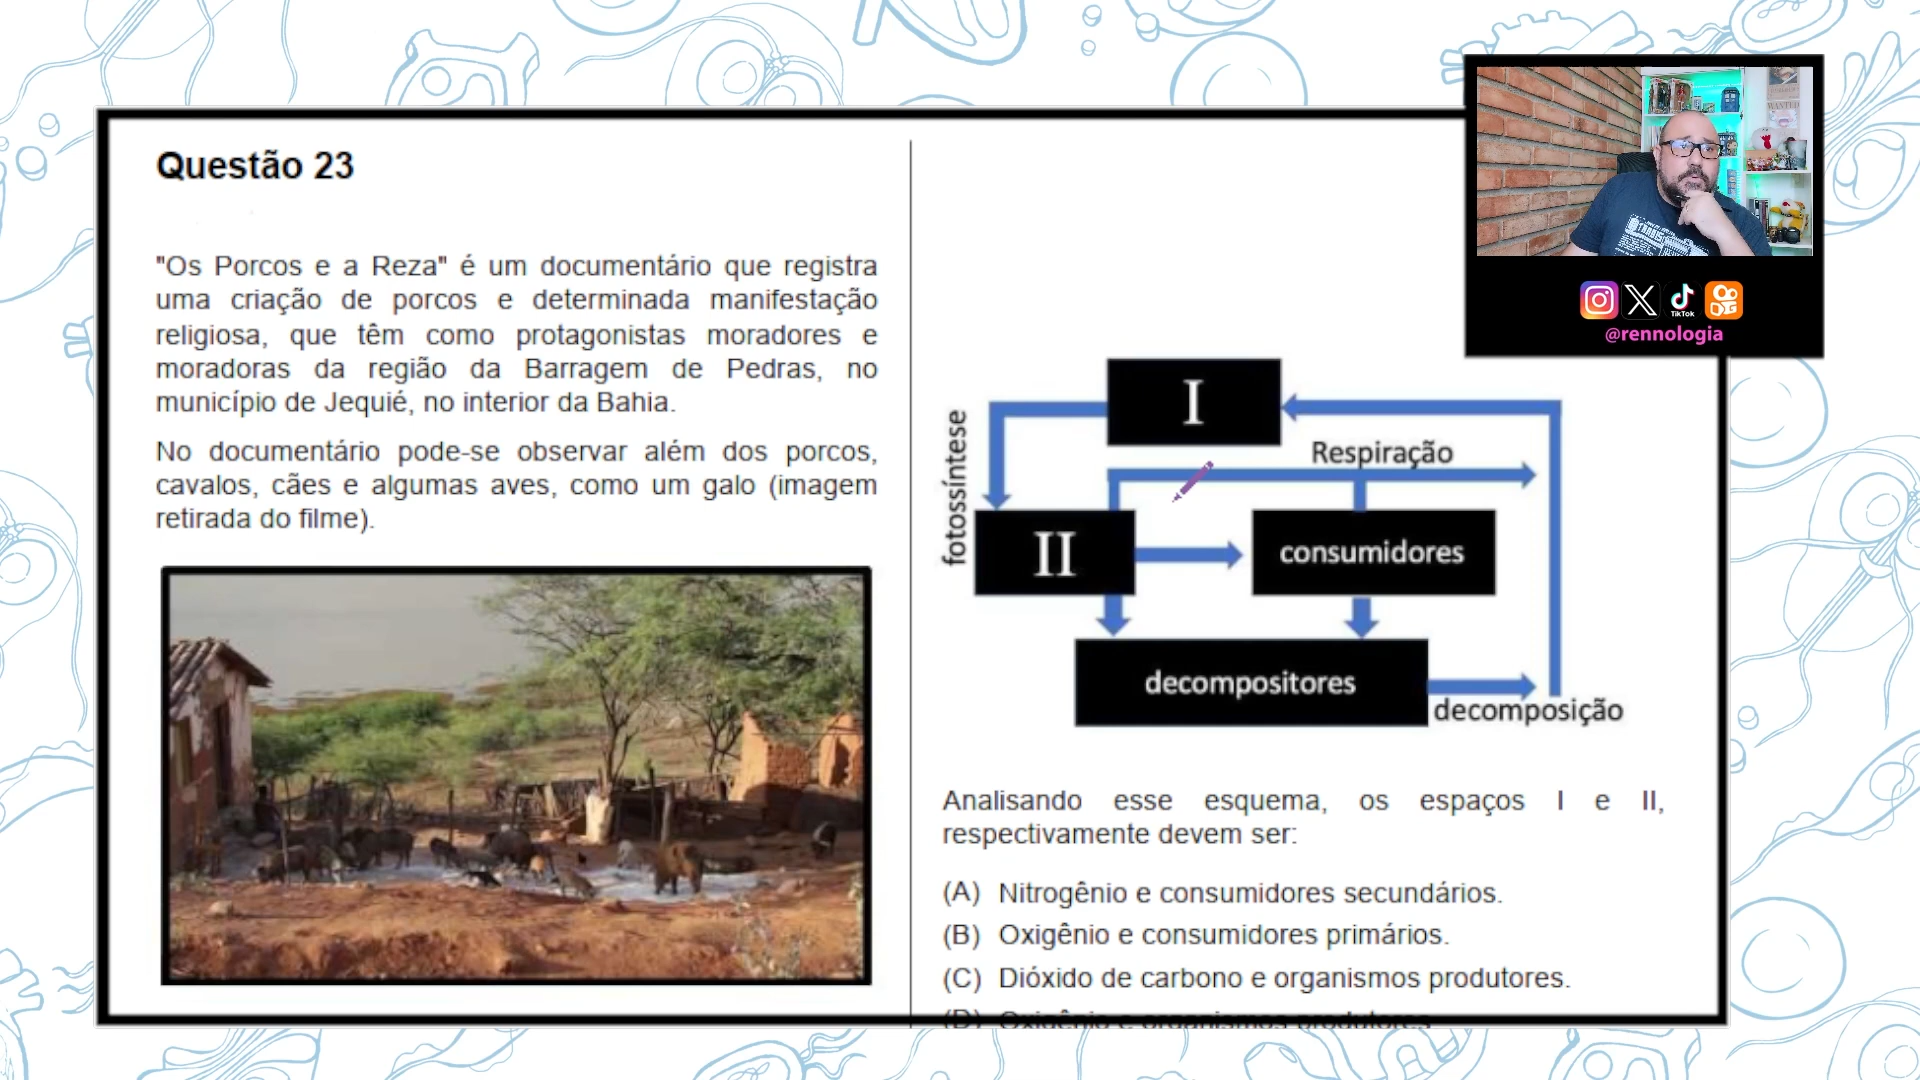 Questão 23
"Os Porcos e a Reza" é um documentário que registra
uma criação de porcos e determinada manifestação
religiosa, que têm como protagonistas moradores e
moradoras da região da Barragem de Pedras, no
município de Jequié, no interior da Bahia.
No documentário pode-se observar além dos porcos,
cavalos, cães e algumas aves, como um galo (imagem
retirada do filme).
TikTok
@rennologia
I
fotossíntese
Respiração
II
consumidores
decompositores
decomposição
Analisando esse esquema, os espaços I e II,
respectivamente devem ser:
(A) Nitrogênio e consumidores secundários.
(B) Oxigênio e consumidores primários.
(C) Dióxido de carbono e organismos produtores.
(D) Oxigênio e organismos produtores.